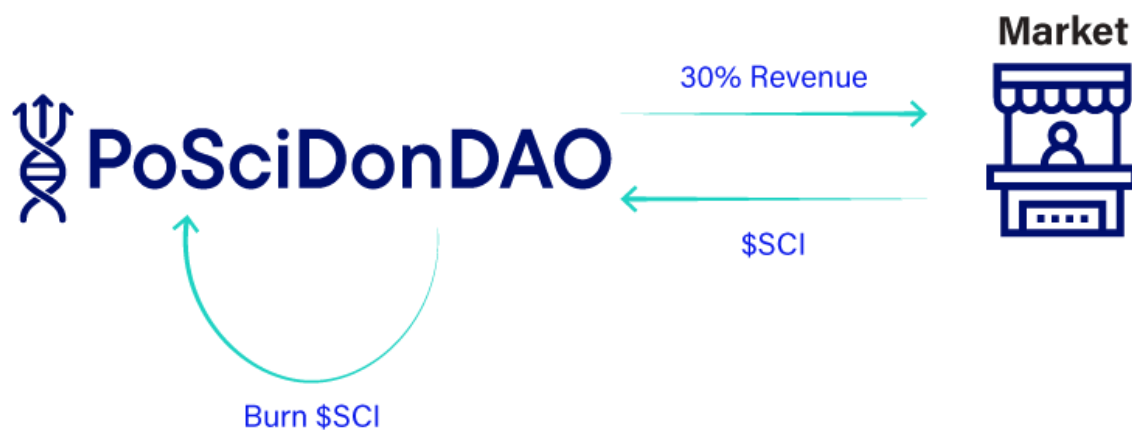 Market
30% Revenue
PoSciDonDAO
$SCI
Burn $SCI